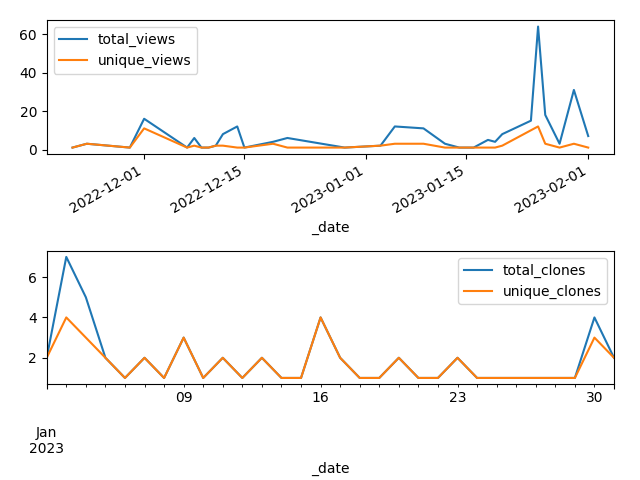 60
40
20
0
total_views
unique_views
2022-12-01
2022-12-15
2023-01-01
2023-01-15
2023-02-01
_date
6
4
2
total_clones
unique_clones
09
16
23
30
Jan
2023
_date